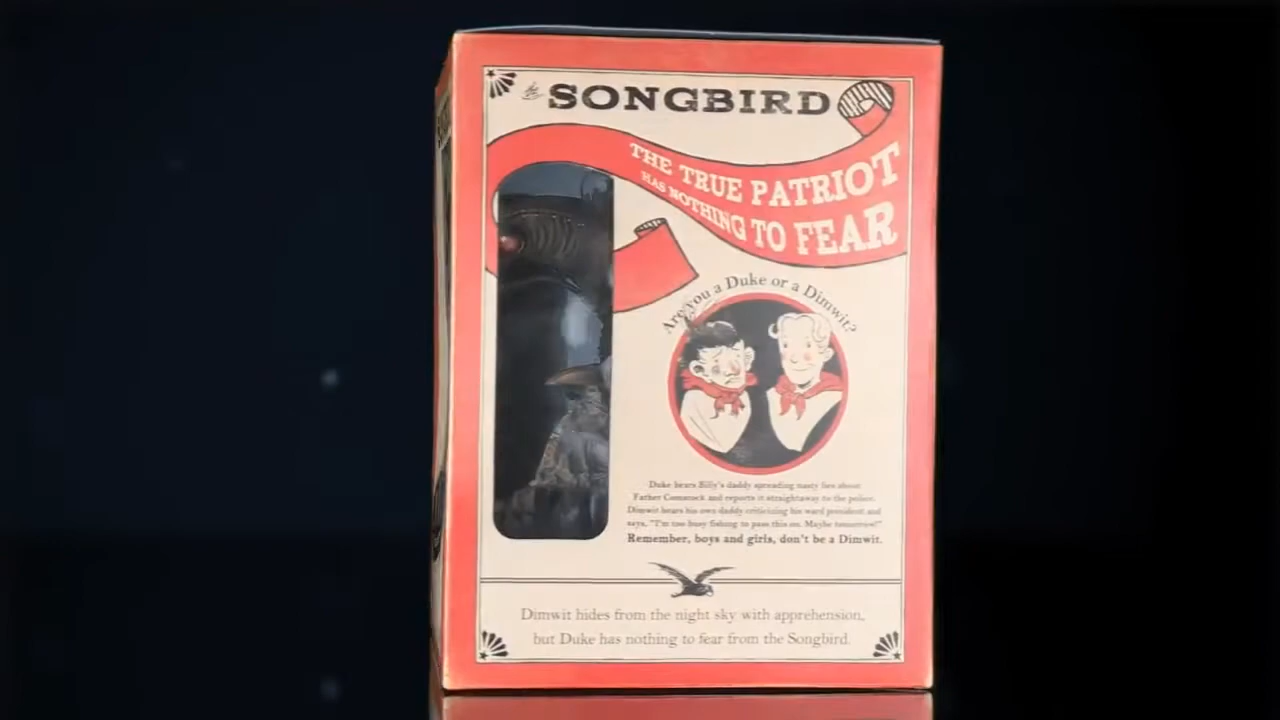 the SONGBIRD
THE TRUE PATRIOT
HAS NOTHING TO FEAR
Are you a Duke or a Dimwit?
Duke hears Billy's daddy spreading nasty lies about
Father Comstock and reports it straightaway to the police.
Dimwit hears his own daddy criticizing his ward president and
says, "I'm too busy fishing to pass this on. Maybe tomorrow!"
Remember, boys and girls, don't be a Dimwit.
Dimwit hides from the night sky with apprehension,
but Duke has nothing to fear from the Songbird.